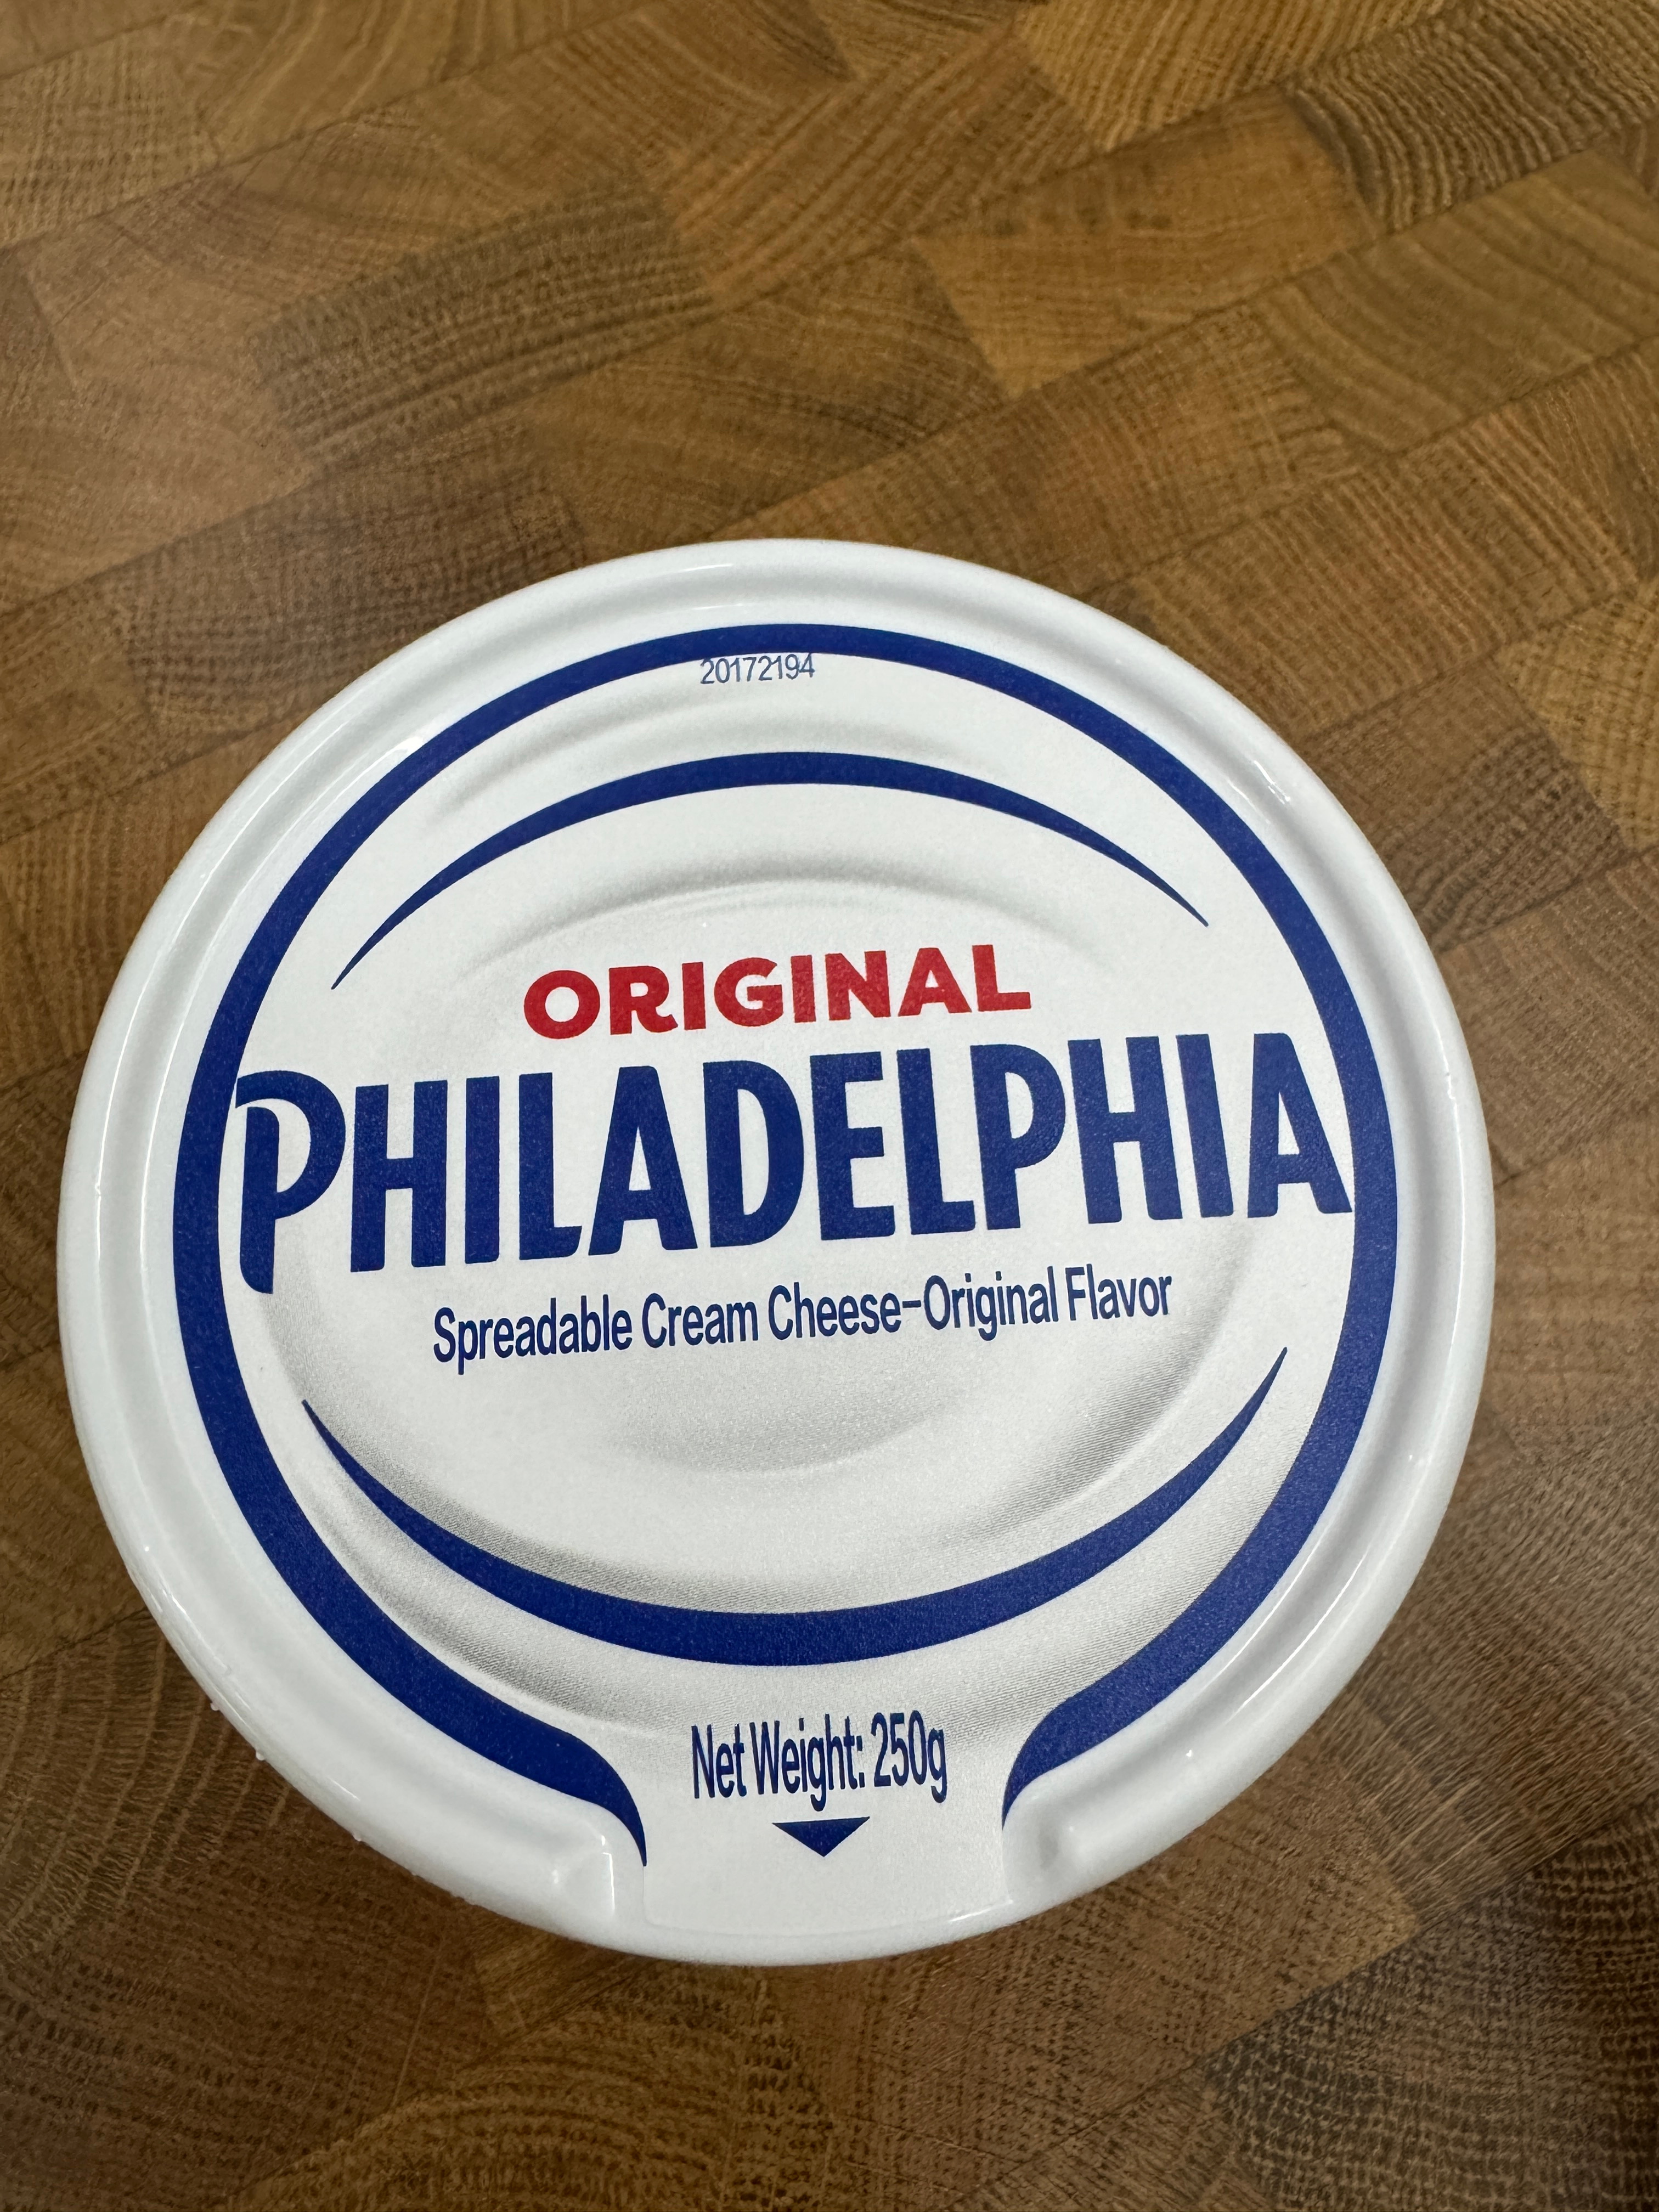 20172194
ORIGINAL
PHILADELPHIA
Spreadable Cream Cheese-Original Flavor
Net Weight: 250g